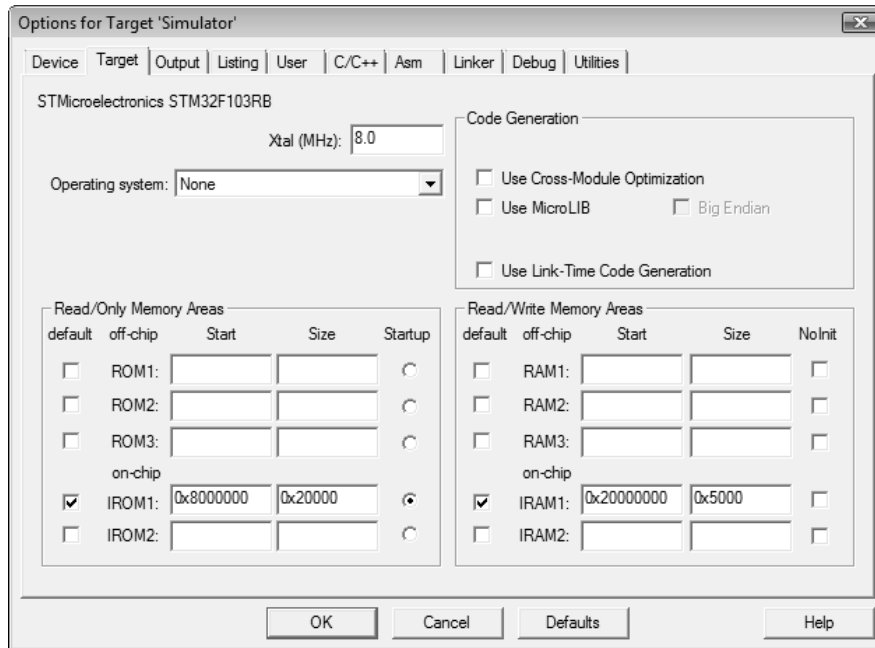 Options for Target 'Simulator'
Device Target Output Listing User C/C++ Asm Linker Debug Utilities
STMicroelectronics STM32F103RB
Xtal (MHz): 8.0
Operating system: None
Code Generation
Use Cross-Module Optimization
Use MicroLIB Big Endian
Use Link-Time Code Generation
Read/Only Memory Areas
default off-chip Start Size Startup
ROM1:
ROM2:
ROM3:
on-chip
IROM1: 0x8000000 0x20000
IROM2:
Read/Write Memory Areas
default off-chip Start Size NoInit
RAM1:
RAM2:
RAM3:
on-chip
IRAM1: 0x20000000 0x5000
IRAM2:
OK Cancel Defaults Help